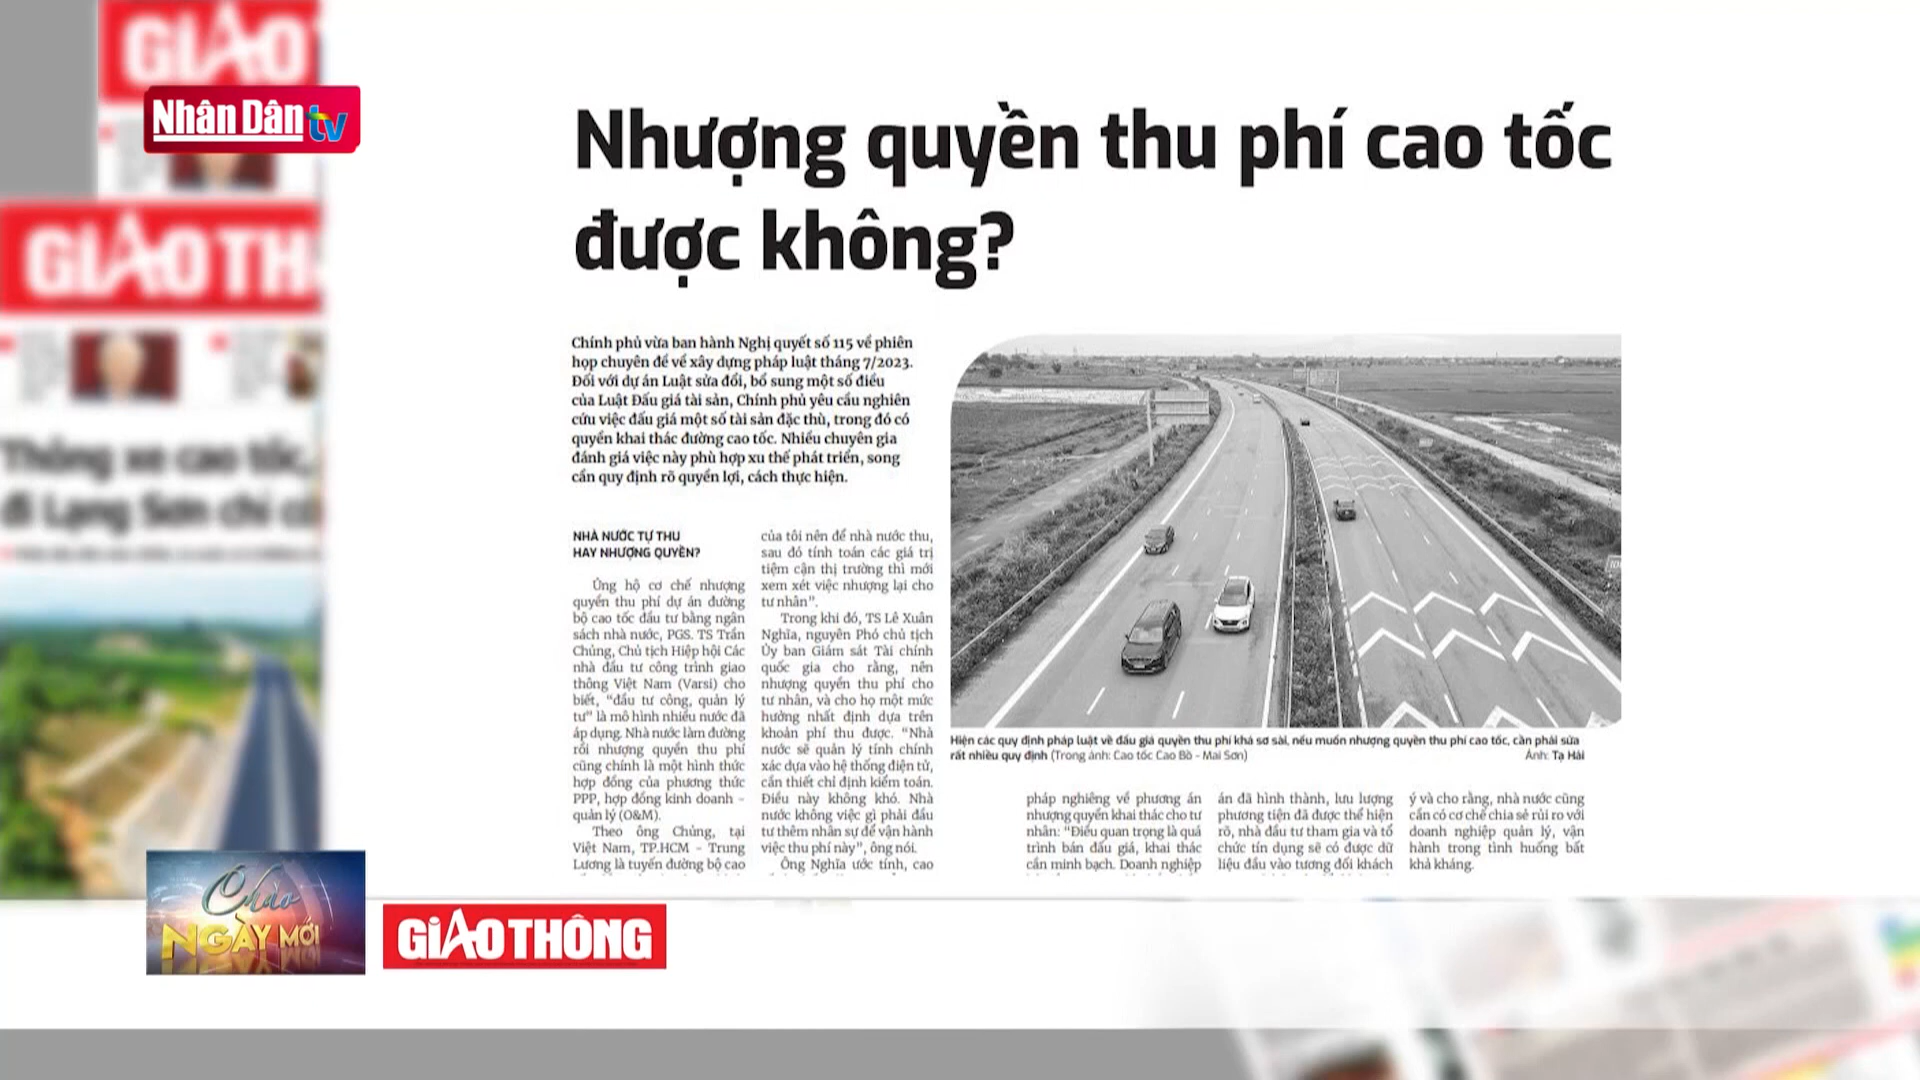 GIAO
Nhân Dân tv
GIAO TH
Thông xe cao tốc,
đi Lạng Sơn chỉ
Nhượng quyền thu phí cao tốc
được không?
Chính phủ vừa ban hành Nghị quyết số 115 về phiên
họp chuyên đề về xây dựng pháp luật tháng 7/2023.
Đối với dự án Luật sửa đổi, bổ sung một số điều
của Luật Đấu giá tài sản, Chính phủ yêu cầu nghiên
cứu việc đấu giá một số tài sản đặc thù, trong đó có
quyền khai thác đường cao tốc. Nhiều chuyên gia
đánh giá việc này phù hợp xu thế phát triển, song
cần quy định rõ quyền lợi, cách thực hiện.
NHÀ NƯỚC TỰ THU
HAY NHƯỢNG QUYỀN?
Ủng hộ cơ chế nhượng
quyền thu phí dự án đường
bộ cao tốc đầu tư bằng ngân
sách nhà nước, PGS. TS Trần
Chủng, Chủ tịch Hiệp hội Các
nhà đầu tư công trình giao
thông Việt Nam (Varsi) cho
biết, “đầu tư công, quản lý
tư” là mô hình nhiều nước đã
áp dụng. Nhà nước làm đường
rồi nhượng quyền thu phí
cũng chính là một hình thức
hợp đồng của phương thức
PPP, hợp đồng kinh doanh –
quản lý (O&M).
Theo ông Chủng, tại
Việt Nam, TP.HCM – Trung
Lương là tuyến đường bộ cao
của tôi nên để nhà nước thu,
sau đó tính toán các giá trị
tiệm cận thị trường thì mới
xem xét việc nhượng lại cho
tư nhân”.
Trong khi đó, TS Lê Xuân
Nghĩa, nguyên Phó chủ tịch
Ủy ban Giám sát Tài chính
quốc gia cho rằng, nên
nhượng quyền thu phí cho
tư nhân, và cho họ một mức
hưởng nhất định dựa trên
khoản phí thu được. “Nhà
nước sẽ quản lý tính chính
xác dựa vào hệ thống điện tử,
cần thiết chỉ định kiểm toán.
Điều này không khó. Nhà
nước không việc gì phải đầu
tư thêm nhân sự để vận hành
việc thu phí này”, ông nói.
Ông Nghĩa ước tính, cao
Hiện các quy định pháp luật về đấu giá quyền thu phí khá sơ sài, nếu muốn nhượng quyền thu phí cao tốc, cần phải sửa
rất nhiều quy định (Trong ảnh: Cao tốc Cao Bồ - Mai Sơn) Ảnh: Tạ Hải
pháp nghiêng về phương án
nhượng quyền khai thác cho tư
nhân: “Điều quan trọng là quá
trình bán đấu giá, khai thác
cần minh bạch. Doanh nghiệp
án đã hình thành, lưu lượng
phương tiện đã được thể hiện
rõ, nhà đầu tư tham gia và tổ
chức tín dụng sẽ có được dữ
liệu đầu vào tương đối khách
ý và cho rằng, nhà nước cũng
cần có cơ chế chia sẻ rủi ro với
doanh nghiệp quản lý, vận
hành trong tình huống bất
khả kháng.
Chào
NGÀY MỚI
GIAO THÔNG